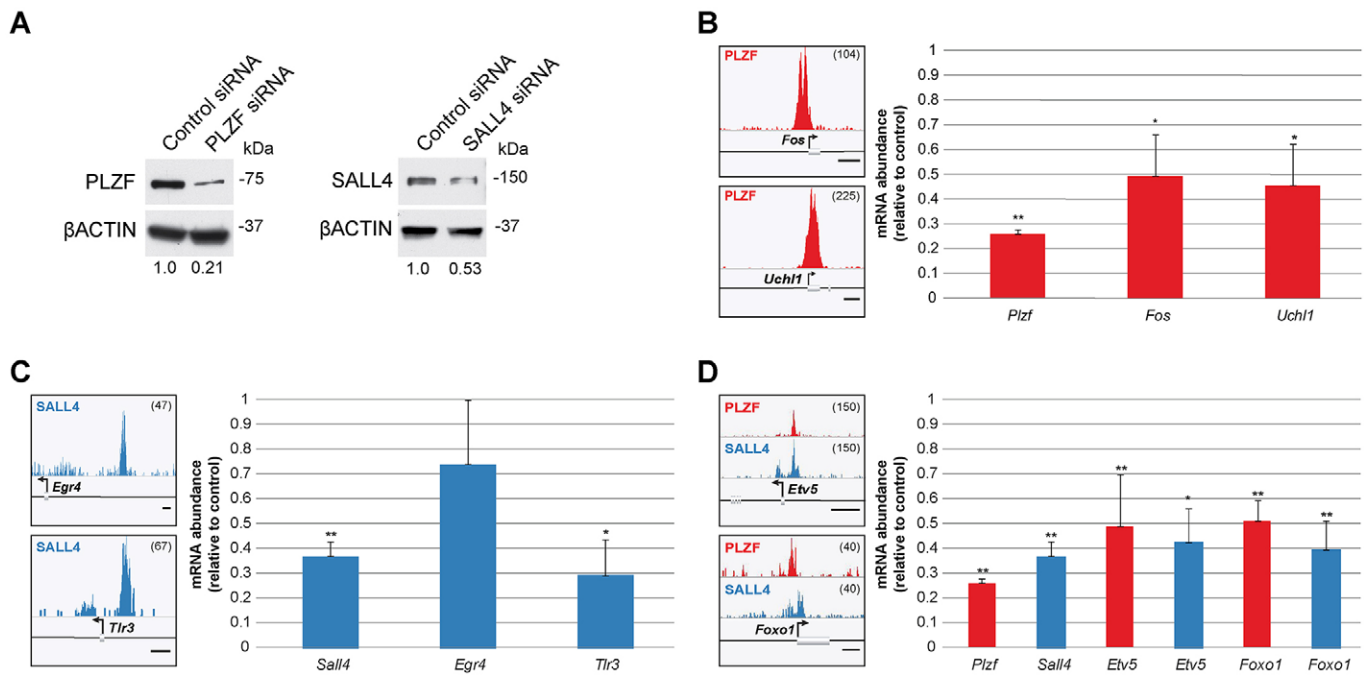 A
Control siRNA
PLZF siRNA
kDa
PLZF
-75
βACTIN
-37
1.0 0.21
Control siRNA
SALL4 siRNA
kDa
SALL4
-150
βACTIN
-37
1.0 0.53
B
PLZF (104)
Fos
PLZF (225)
Uchl1
mRNA abundance
(relative to control)
1
0.9
0.8
0.7
0.6
0.5
0.4
0.3
0.2
0.1
0
**
*
*
Plzf Fos Uchl1
C
SALL4 (47)
Egr4
SALL4 (67)
Tlr3
mRNA abundance
(relative to control)
1
0.9
0.8
0.7
0.6
0.5
0.4
0.3
0.2
0.1
0
**
*
Sall4 Egr4 Tlr3
D
PLZF (150)
SALL4 (150)
Etv5
PLZF (40)
SALL4 (40)
Foxo1
mRNA abundance
(relative to control)
1
0.9
0.8
0.7
0.6
0.5
0.4
0.3
0.2
0.1
0
**
**
**
*
**
**
Plzf Sall4 Etv5 Etv5 Foxo1 Foxo1